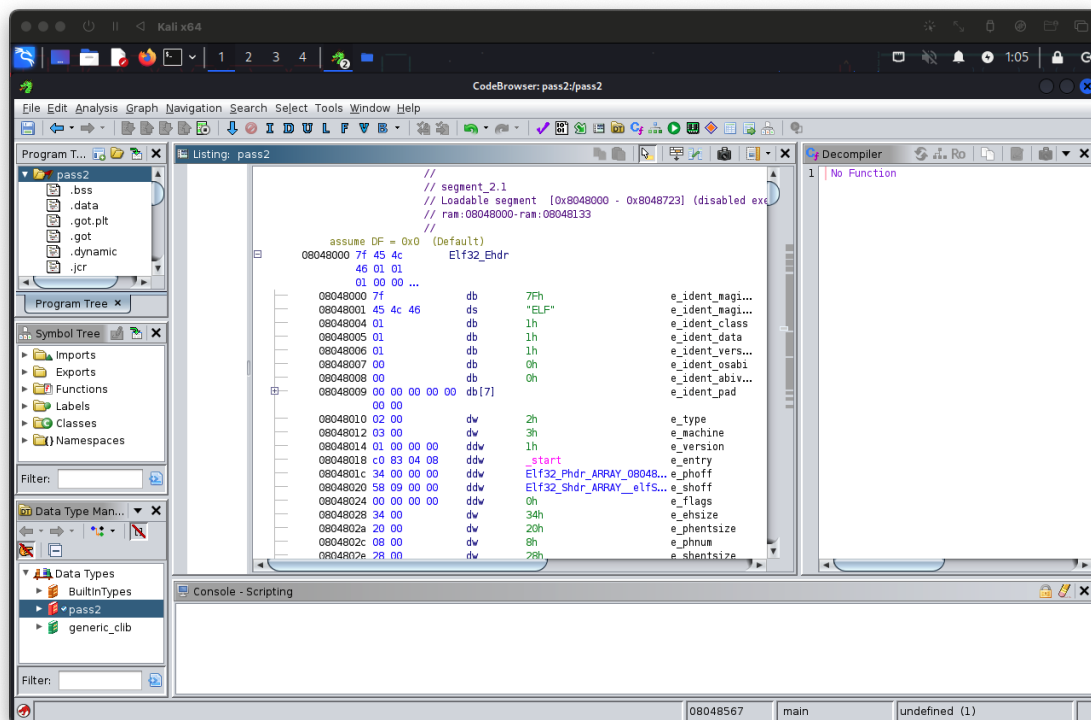 Kali x64
1 2 3 4 2 1:05
CodeBrowser: pass2:/pass2
File Edit Analysis Graph Navigation Search Select Tools Window Help
I D U L F V B
Program T...
pass2
.bss
.data
.got.plt
.got
.dynamic
.jcr
Program Tree ×
Symbol Tree
Imports
Exports
Functions
Labels
Classes
Namespaces
Filter:
Data Type Man...
Data Types
BuiltInTypes
pass2
generic_clib
Filter:
Listing: pass2
//
// segment_2.1
// Loadable segment [0x8048000 - 0x8048723] (disabled exe
// ram:08048000-ram:08048133
//
assume DF = 0x0 (Default)
08048000 7f 45 4c Elf32_Ehdr
46 01 01
01 00 00 ...
08048000 7f db 7Fh e_ident_magi...
08048001 45 4c 46 ds "ELF" e_ident_magi...
08048004 01 db 1h e_ident_class
08048005 01 db 1h e_ident_data
08048006 01 db 1h e_ident_vers...
08048007 00 db 0h e_ident_osabi
08048008 00 db 0h e_ident_abiv...
08048009 00 00 00 00 00 db[7] e_ident_pad
00 00
08048010 02 00 dw 2h e_type
08048012 03 00 dw 3h e_machine
08048014 01 00 00 00 ddw 1h e_version
08048018 c0 83 04 08 ddw _start e_entry
0804801c 34 00 00 00 ddw Elf32_Phdr_ARRAY_08048... e_phoff
08048020 58 09 00 00 ddw Elf32_Shdr_ARRAY__elfS... e_shoff
08048024 00 00 00 00 ddw 0h e_flags
08048028 34 00 dw 34h e_ehsize
0804802a 20 00 dw 20h e_phentsize
0804802c 08 00 dw 8h e_phnum
0804802e 28 00 dw 28h e_shentsize
Decompiler Ro
1 No Function
Console - Scripting
08048567 main undefined (1)